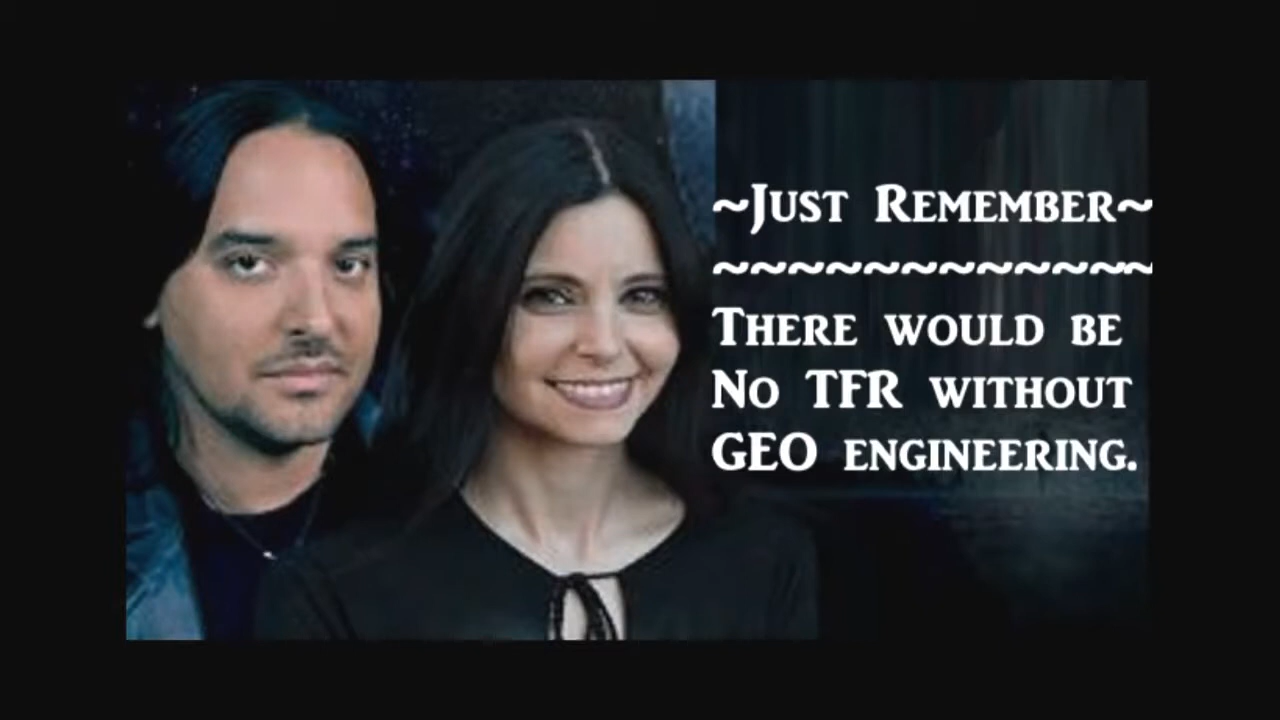 ~Just Remember~
~~~~~~~~~~~~
There would be
No TFR without
GEO engineering.